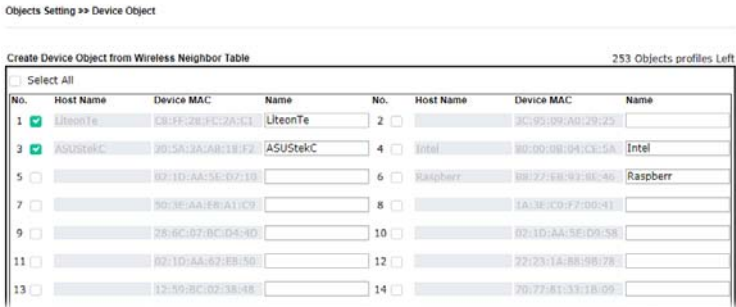 Objects Setting >> Device Object
Create Device Object from Wireless Neighbor Table 253 Objects profiles Left
Select All
No. Host Name Device MAC Name No. Host Name Device MAC Name
1 LiteonTe C8:FF:28:FC:2A:C1 LiteonTe 2 2C:95:09:A0:29:25
3 ASUStekC 30:5A:3A:A8:18:F2 ASUStekC 4 Intel 80:00:0B:04:CE:5A Intel
5 02:1D:AA:5E:D7:10 6 Raspberr B8:27:EB:93:8E:46 Raspberr
7 50:3E:AA:E8:A1:C9 8 1A:3E:C0:F7:00:41
9 28:6C:07:BC:D4:4D 10 02:1D:AA:5E:D9:58
11 02:1D:AA:62:E8:50 12 22:23:1A:88:98:78
13 12:59:BC:02:38:48 14 70:77:81:33:18:09